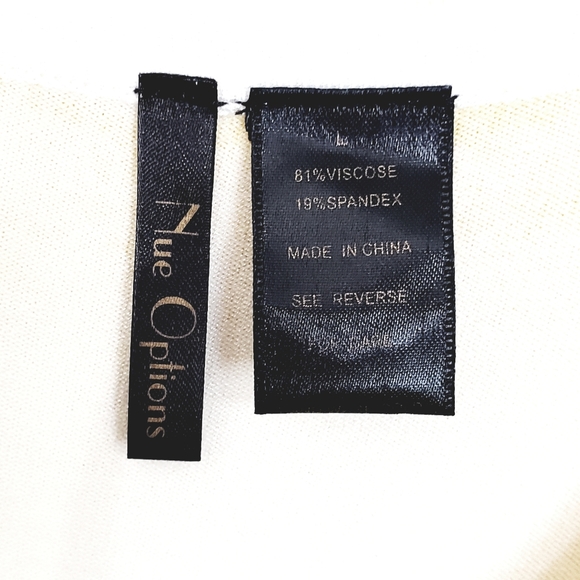 Nue Options
L
81%VISCOSE
19%SPANDEX
MADE IN CHINA
SEE REVERSE
FOR CARE